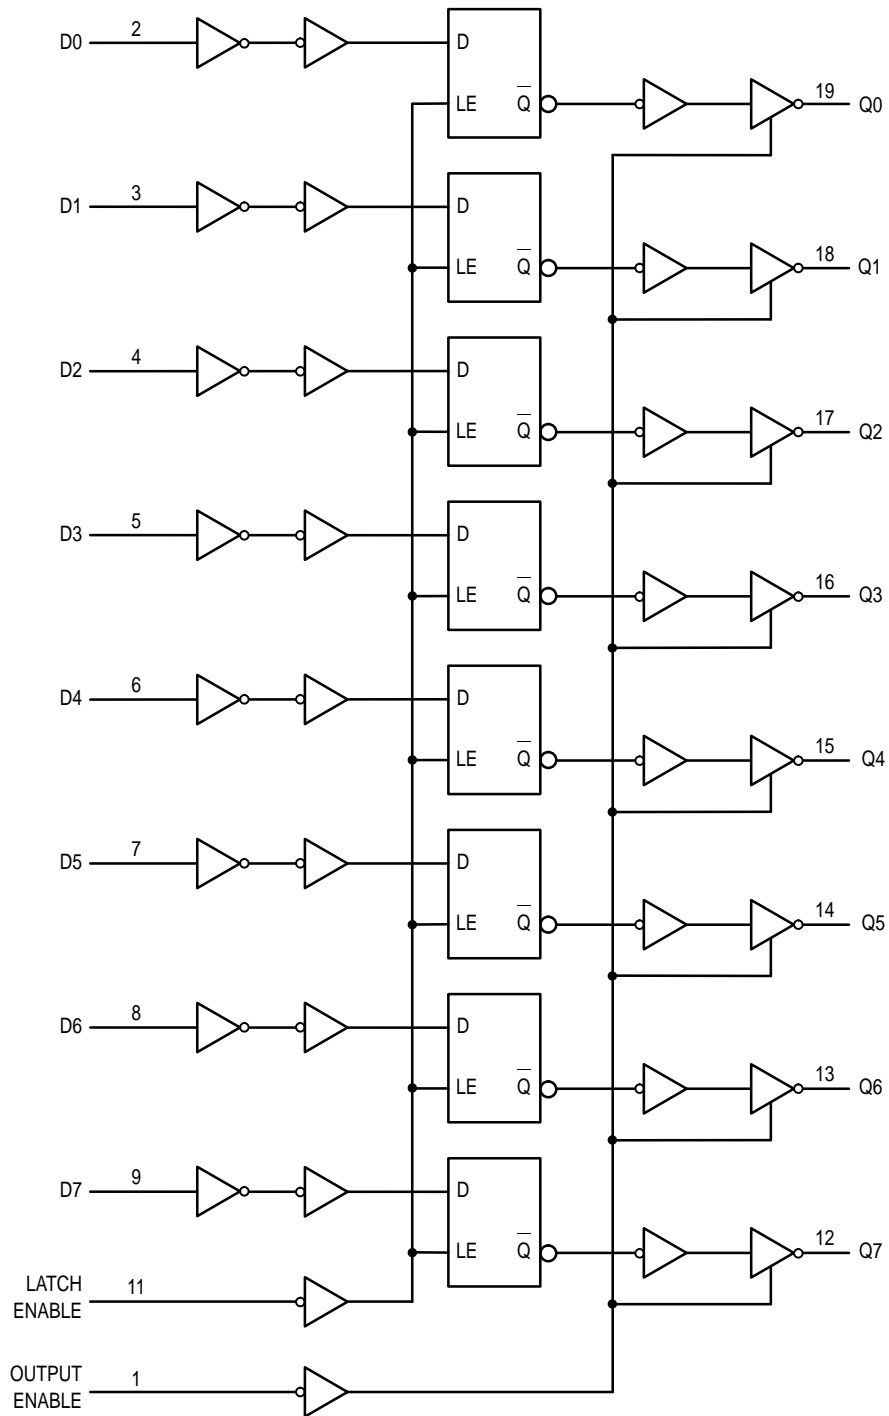 D0 2 D
LE Q̅ 19 Q0
D1 3 D
LE Q̅ 18 Q1
D2 4 D
LE Q̅ 17 Q2
D3 5 D
LE Q̅ 16 Q3
D4 6 D
LE Q̅ 15 Q4
D5 7 D
LE Q̅ 14 Q5
D6 8 D
LE Q̅ 13 Q6
D7 9 D
LE Q̅ 12 Q7
LATCH
ENABLE 11
OUTPUT
ENABLE 1